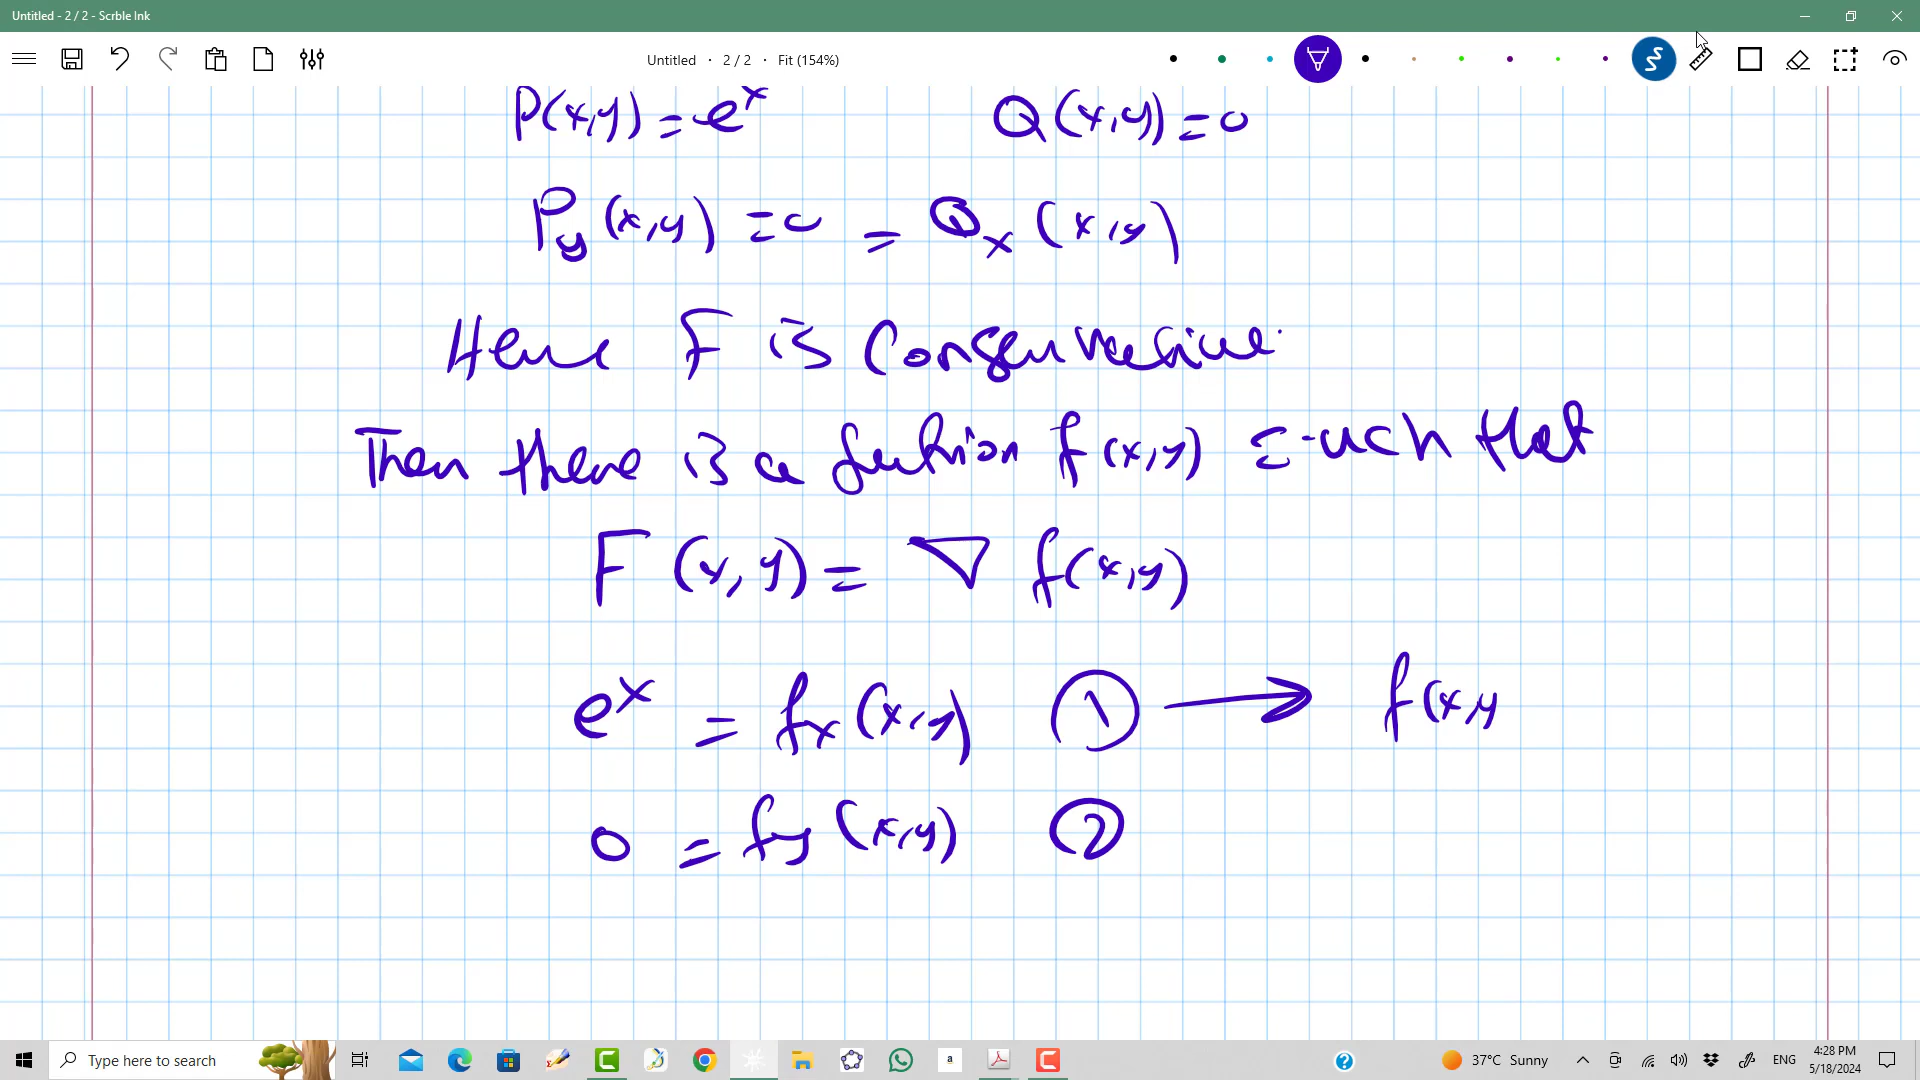 Untitled - 2 / 2 - Scrble Ink
Untitled · 2 / 2 · Fit (154%)
P(x,y) = e^x Q(x,y) = 0
P_y (x,y) = 0 = Q_x (x,y)
Hence F is Conservative.
Then there is a function f(x,y) such that
F (x, y) = ∇ f(x,y)
e^x = f_x (x,y) ① → f(x,y
0 = f_y (x,y) ②
Type here to search
a
37°C Sunny
ENG
4:28 PM
5/18/2024